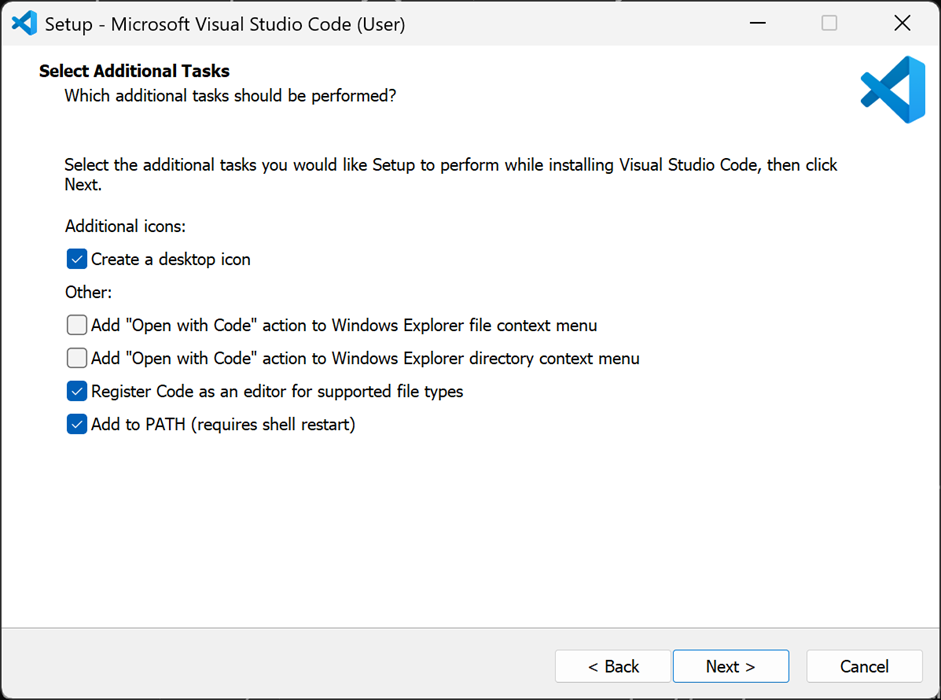 Setup - Microsoft Visual Studio Code (User)
Select Additional Tasks
Which additional tasks should be performed?
Select the additional tasks you would like Setup to perform while installing Visual Studio Code, then click
Next.
Additional icons:
Create a desktop icon
Other:
Add "Open with Code" action to Windows Explorer file context menu
Add "Open with Code" action to Windows Explorer directory context menu
Register Code as an editor for supported file types
Add to PATH (requires shell restart)
< Back
Next >
Cancel